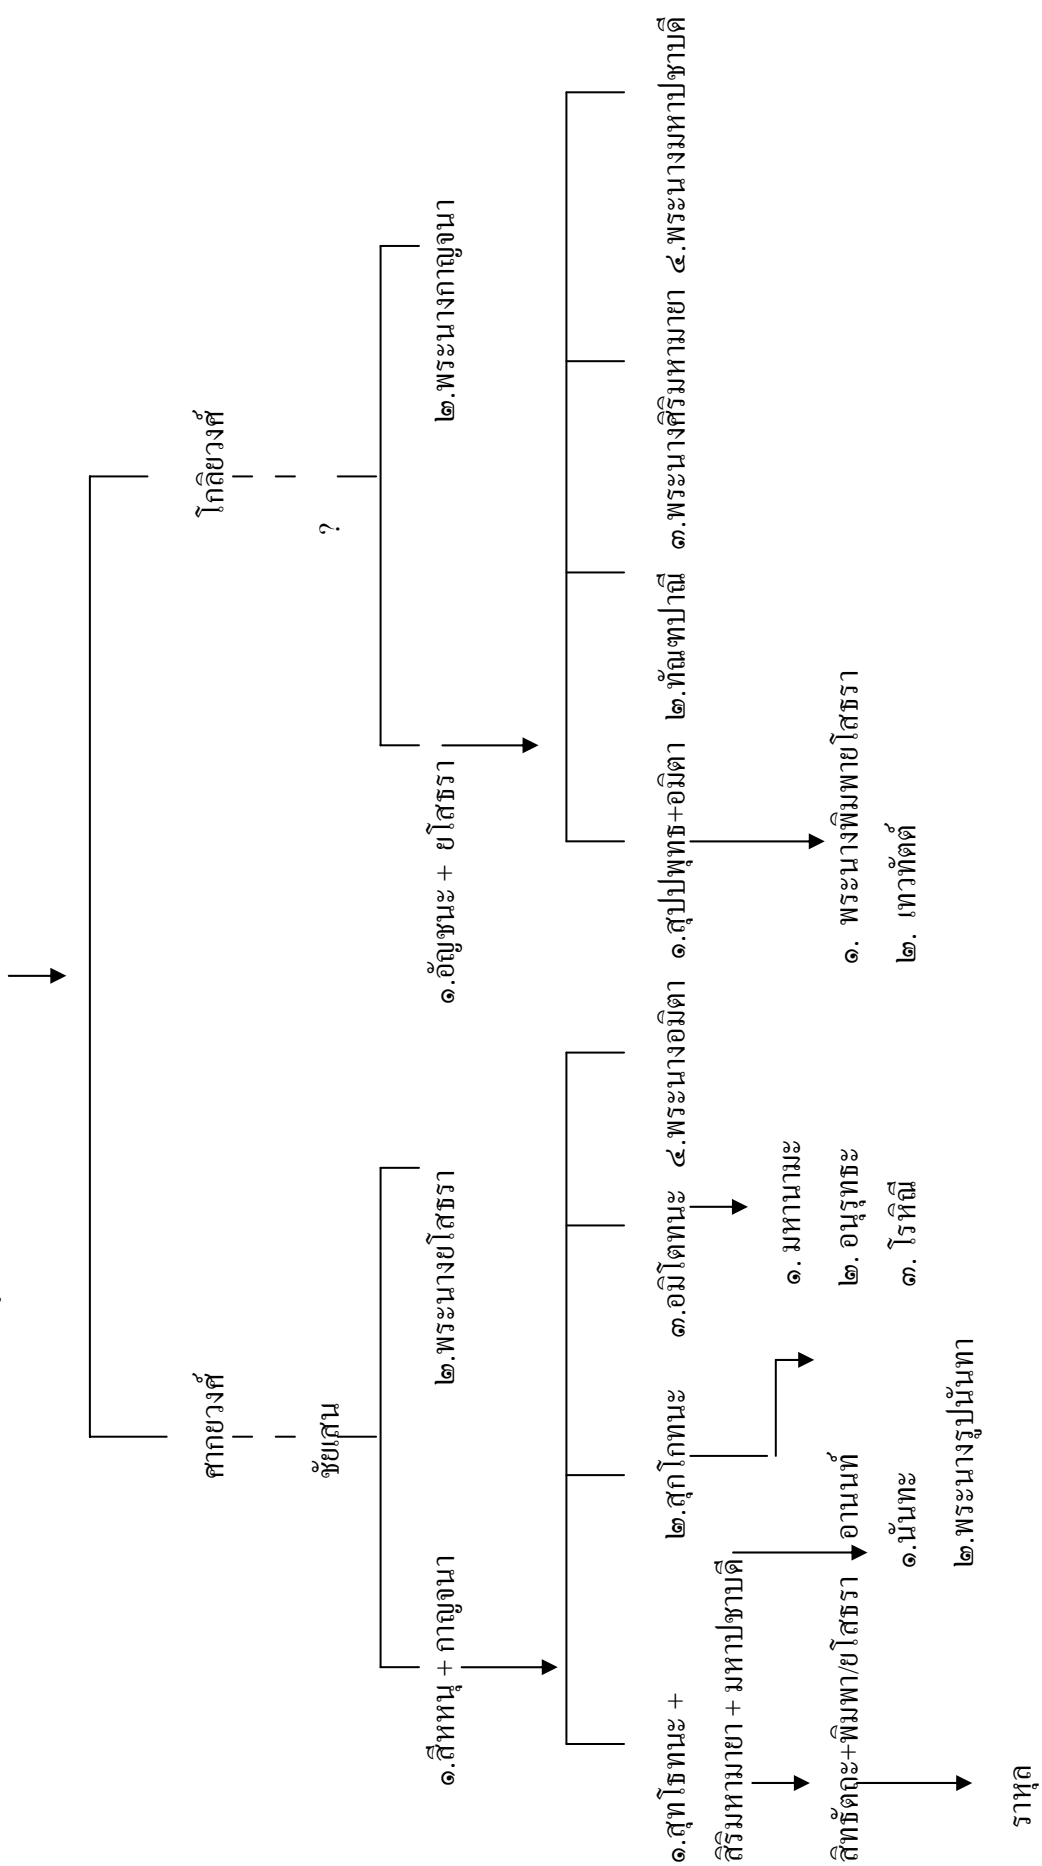 ศากยวงศ์
โกลิยวงศ์
ชัยเสน
?
๑.สีหหนุ + กาญจนา
๒.พระนางยโสธรา
๑.อัญชนะ + ยโสธรา
๒.พระนางกาญจนา
๑.สุทโธทนะ +
สิริมหามายา + มหาปชาบดี
๒.สุกโกทนะ
๓.อมิโตทนะ
๔.พระนางอมิตา
๑.สุปปพุทธ+อมิตา
๒.ทัณฑปาณี
๓.พระนางศิริมหามายา
๔.พระนางมหาปชาบดี
สิทธัตถะ+พิมพา/ยโสธรา
อานนท์
๑.นันทะ
๒.พระนางรูปนันทา
๑. มหานามะ
๒. อนุรุทธะ
๓. โรหิณี
๑. พระนางพิมพายโสธรา
๒. เทวทัตต์
ราหุล